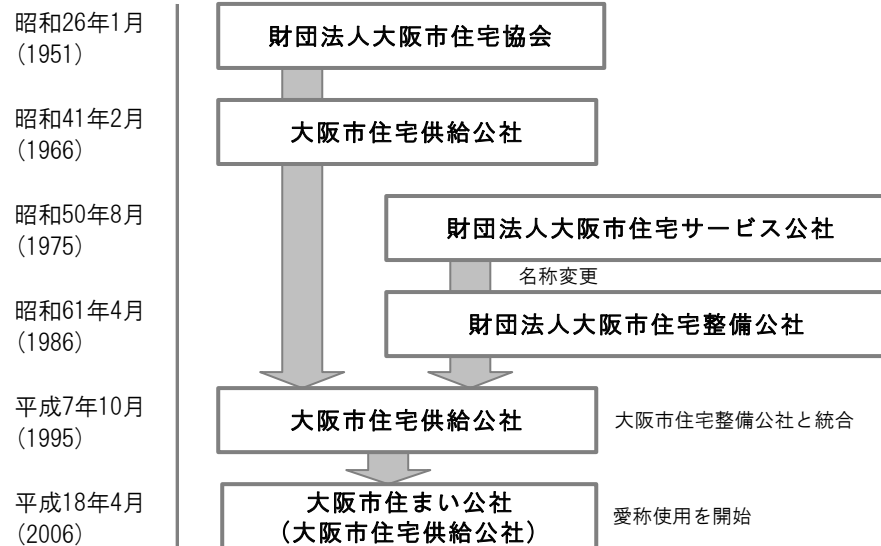 昭和26年1月
(1951)
財団法人大阪市住宅協会
昭和41年2月
(1966)
大阪市住宅供給公社
昭和50年8月
(1975)
財団法人大阪市住宅サービス公社
名称変更
昭和61年4月
(1986)
財団法人大阪市住宅整備公社
平成7年10月
(1995)
大阪市住宅供給公社
大阪市住宅整備公社と統合
平成18年4月
(2006)
大阪市住まい公社
(大阪市住宅供給公社)
愛称使用を開始